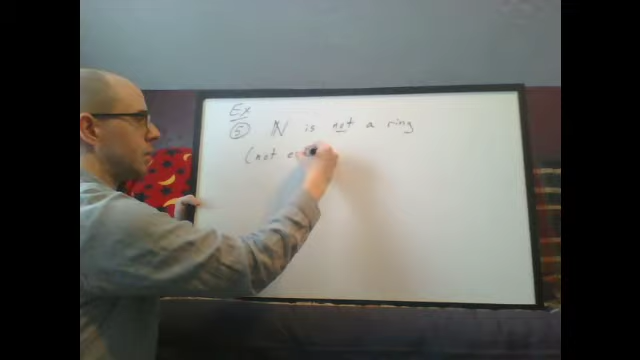 Ex
⑤ ℕ is not a ring
(not